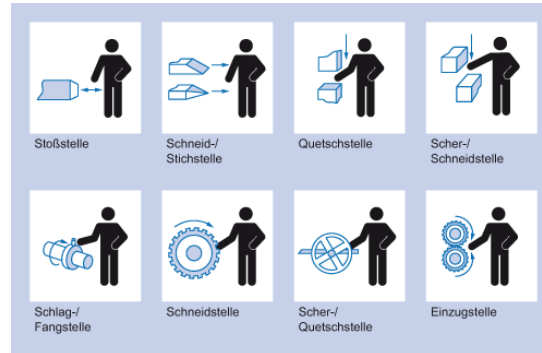 Stoßstelle
Schneid-/
Stichstelle
Quetschstelle
Scher-/
Schneidstelle
Schlag-/
Fangstelle
Schneidstelle
Scher-/
Quetschstelle
Einzugstelle